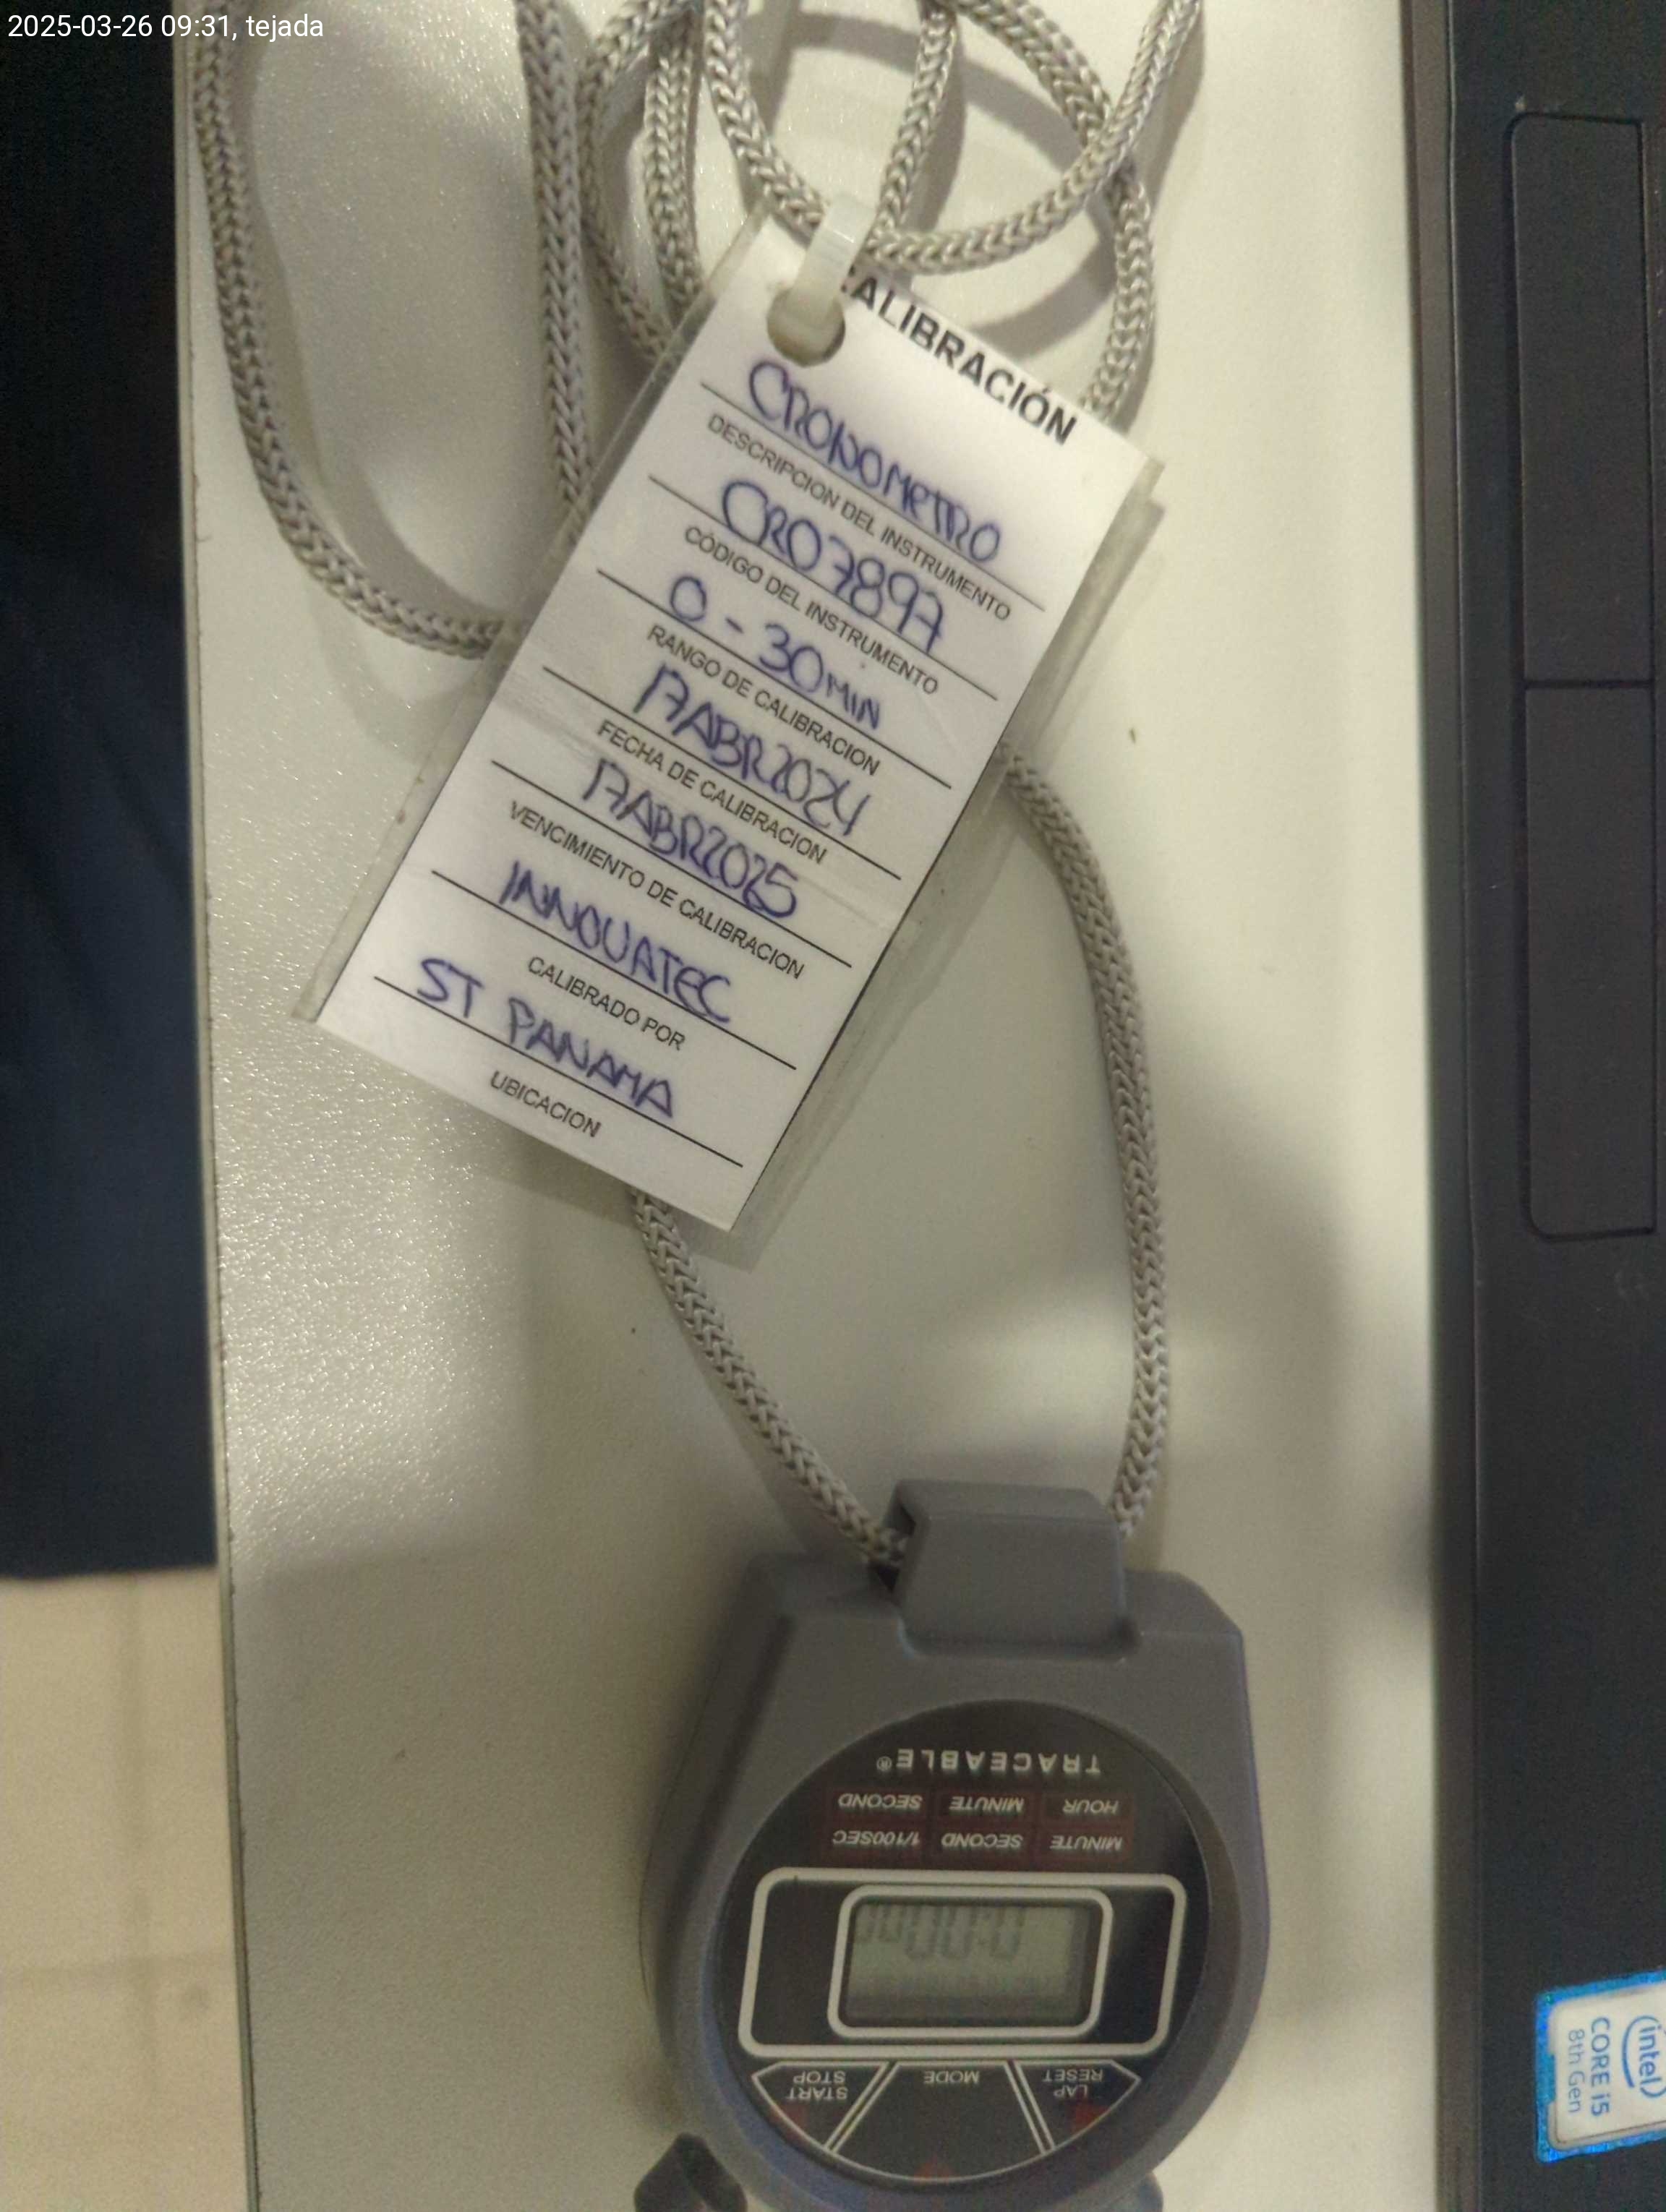 2025-03-26 09:31, tejada
CALIBRACIÓN
CRONOMETRO
DESCRIPCION DEL INSTRUMENTO
CRO7897
CÓDIGO DEL INSTRUMENTO
0 - 30 MIN
RANGO DE CALIBRACION
17ABR2024
FECHA DE CALIBRACION
17ABR2025
VENCIMIENTO DE CALIBRACION
INNOVATEC
CALIBRADO POR
ST PANAMA
UBICACION
TRACEABLE®
HOUR MINUTE SECOND
MINUTE SECOND 1/100SEC
LAP RESET
MODE
START STOP
intel
CORE i5
8th Gen